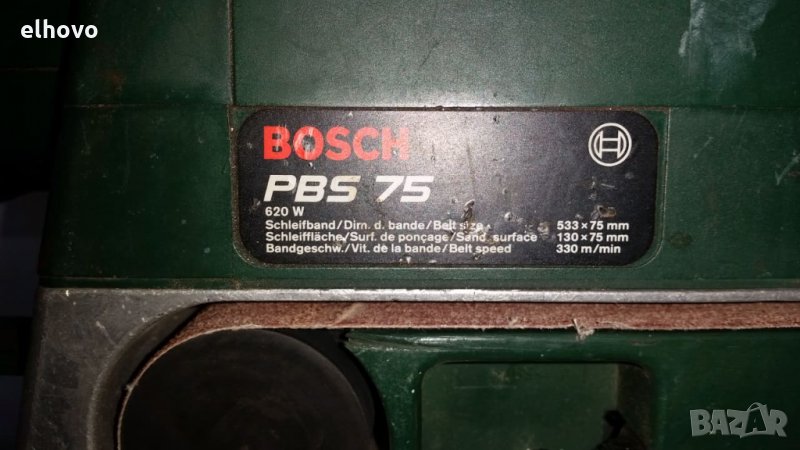 elhovo
BOSCH
PBS 75
620 W
Schleifband/Dim. d. bande/Belt size 533×75 mm
Schleiffläche/Surf. de ponçage/Sand. surface 130×75 mm
Bandgeschw./Vit. de la bande/Belt speed 330 m/min
BAZAR